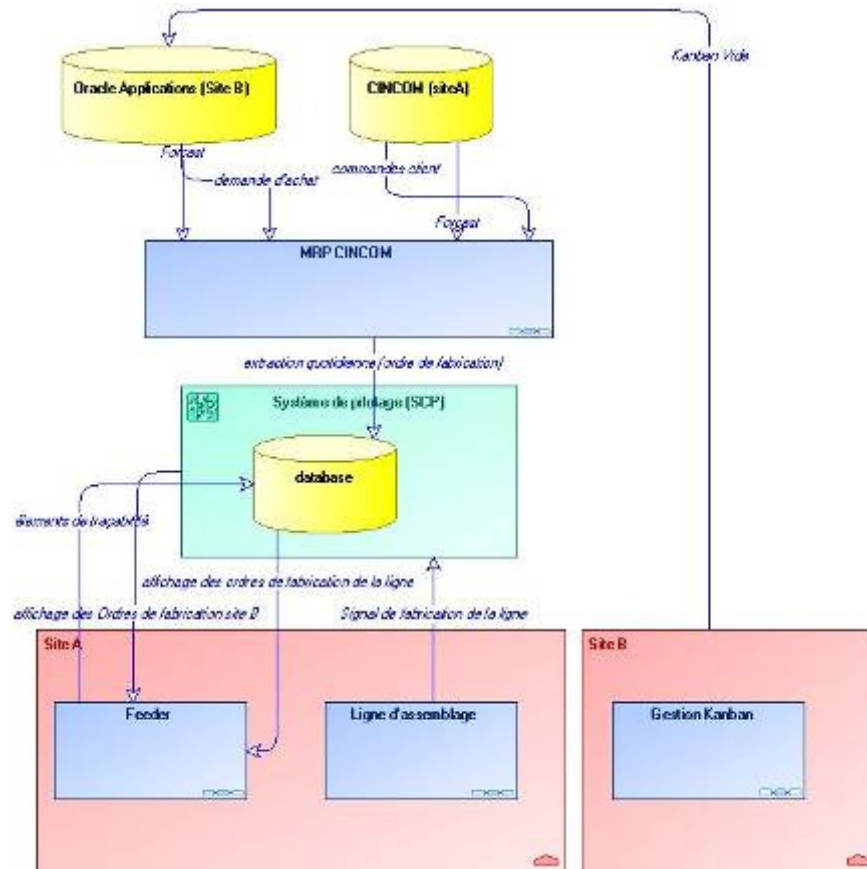 Kanban Vide
Oracle Applications (Site B)
CINCOM (siteA)
Forcast
demande d'achat
commandes client
Forcast
MRP CINCOM
extraction quotidienne (ordre de fabrication)
Système de pilotage (SCP)
database
élements de traçabilité
affichage des ordres de fabrication de la ligne
affichage des Ordres de fabrication site B
Signal de fabrication de la ligne
Site A
Site B
Feeder
Ligne d'assemblage
Gestion Kanban